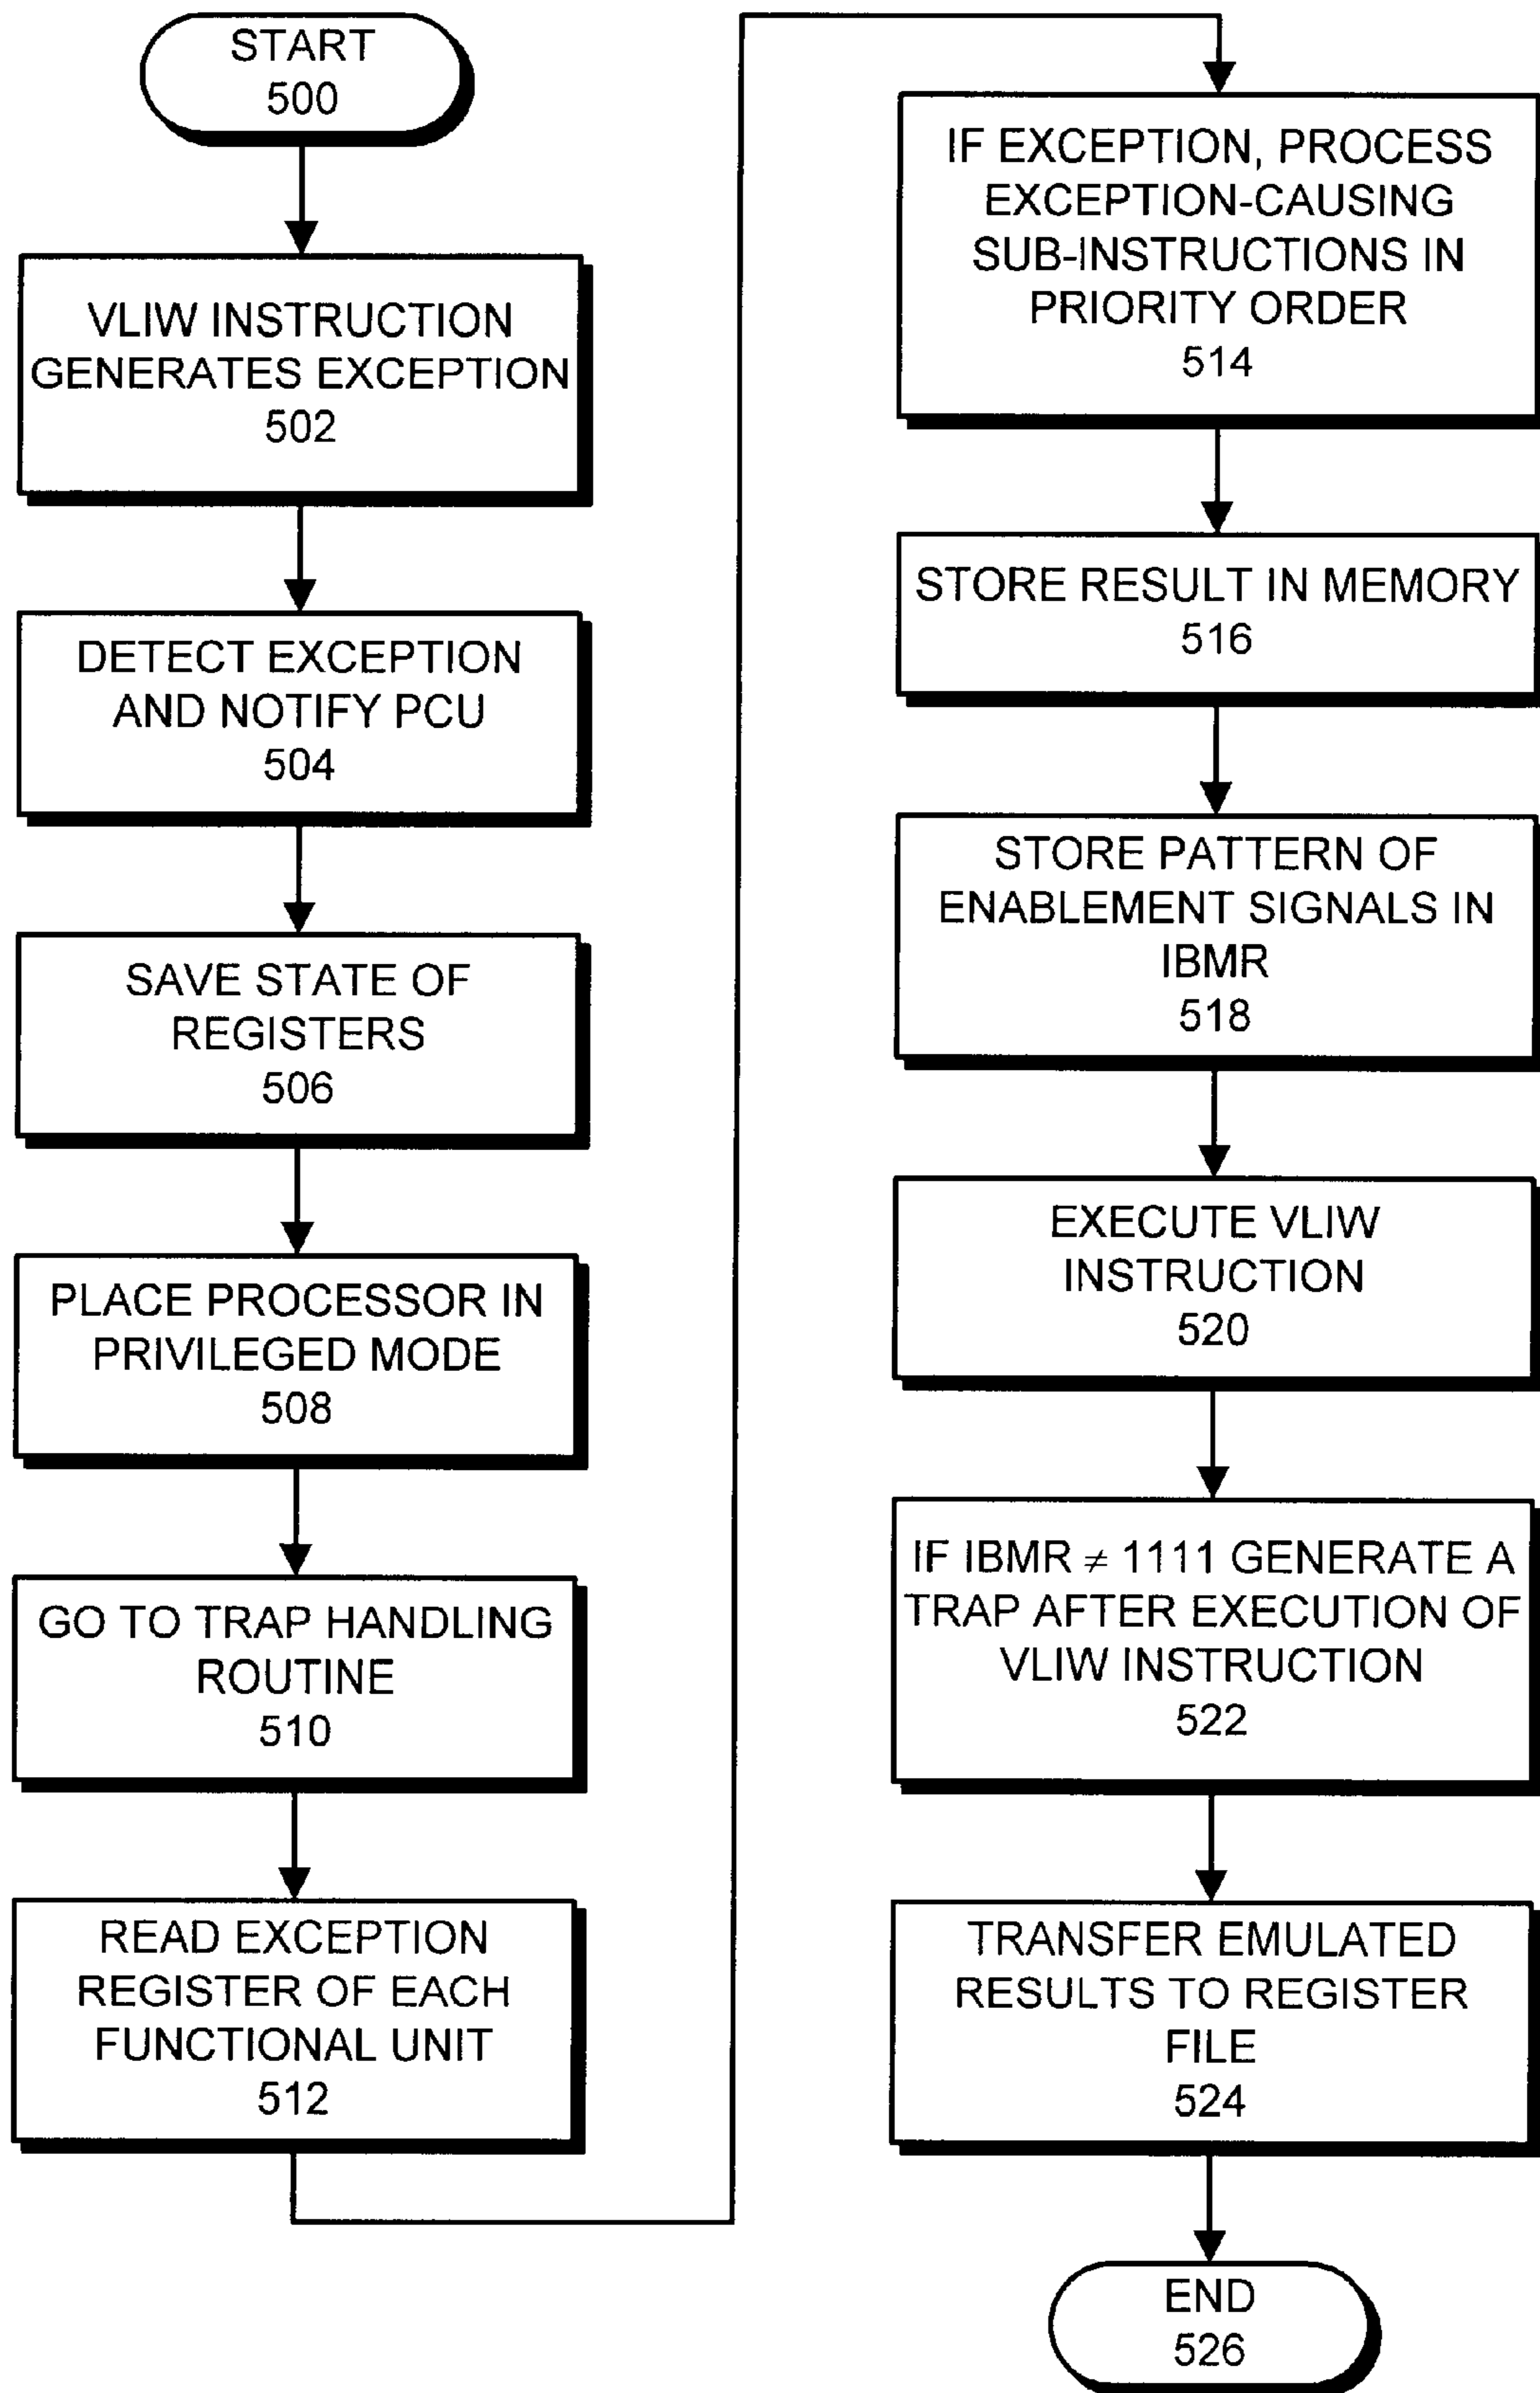 START
500
VLIW INSTRUCTION
GENERATES EXCEPTION
502
DETECT EXCEPTION
AND NOTIFY PCU
504
SAVE STATE OF
REGISTERS
506
PLACE PROCESSOR IN
PRIVILEGED MODE
508
GO TO TRAP HANDLING
ROUTINE
510
READ EXCEPTION
REGISTER OF EACH
FUNCTIONAL UNIT
512
IF EXCEPTION, PROCESS
EXCEPTION-CAUSING
SUB-INSTRUCTIONS IN
PRIORITY ORDER
514
STORE RESULT IN MEMORY
516
STORE PATTERN OF
ENABLEMENT SIGNALS IN
IBMR
518
EXECUTE VLIW
INSTRUCTION
520
IF IBMR ≠ 1111 GENERATE A
TRAP AFTER EXECUTION OF
VLIW INSTRUCTION
522
TRANSFER EMULATED
RESULTS TO REGISTER
FILE
524
END
526